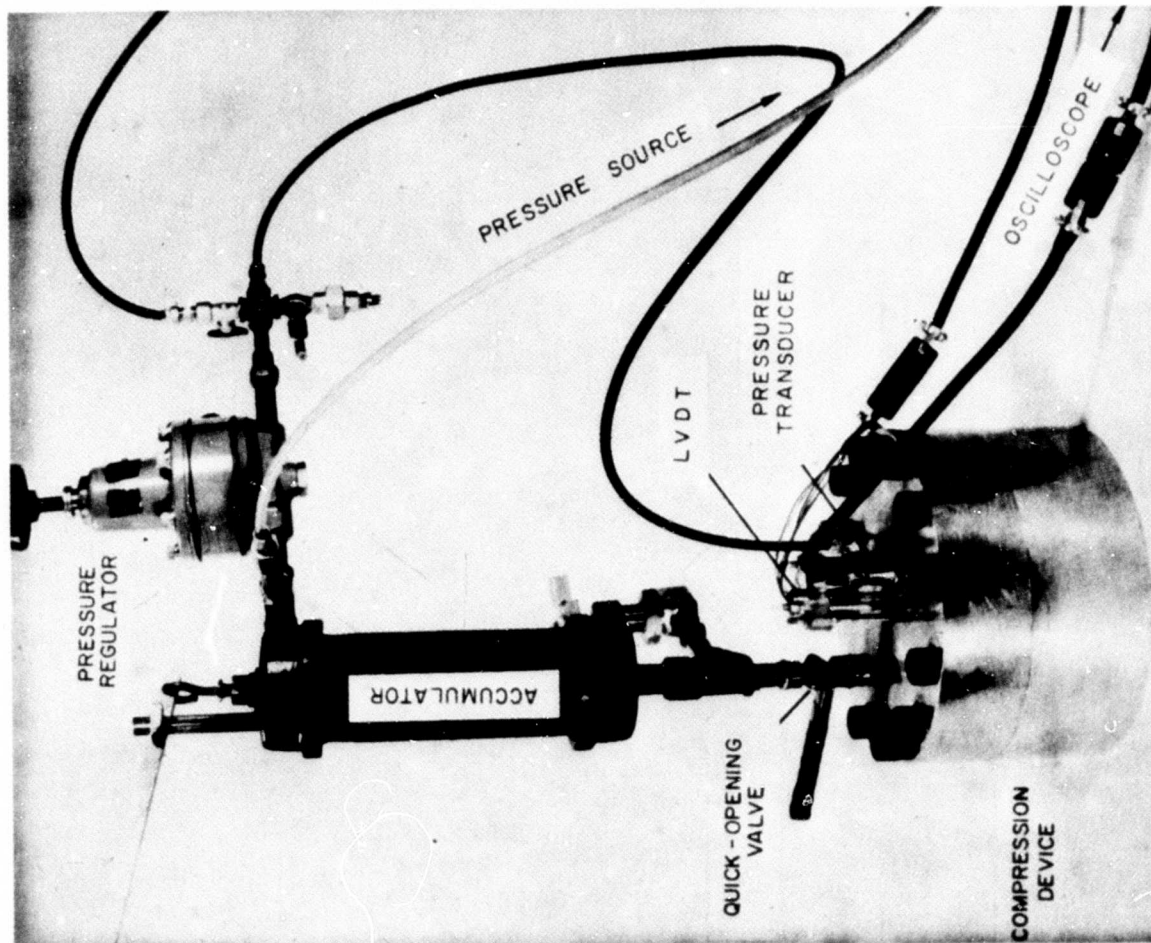 PRESSURE
REGULATOR
PRESSURE SOURCE
OSCILLOSCOPE
PRESSURE
TRANSDUCER
LVDT
ACCUMULATOR
QUICK-OPENING
VALVE
COMPRESSION
DEVICE